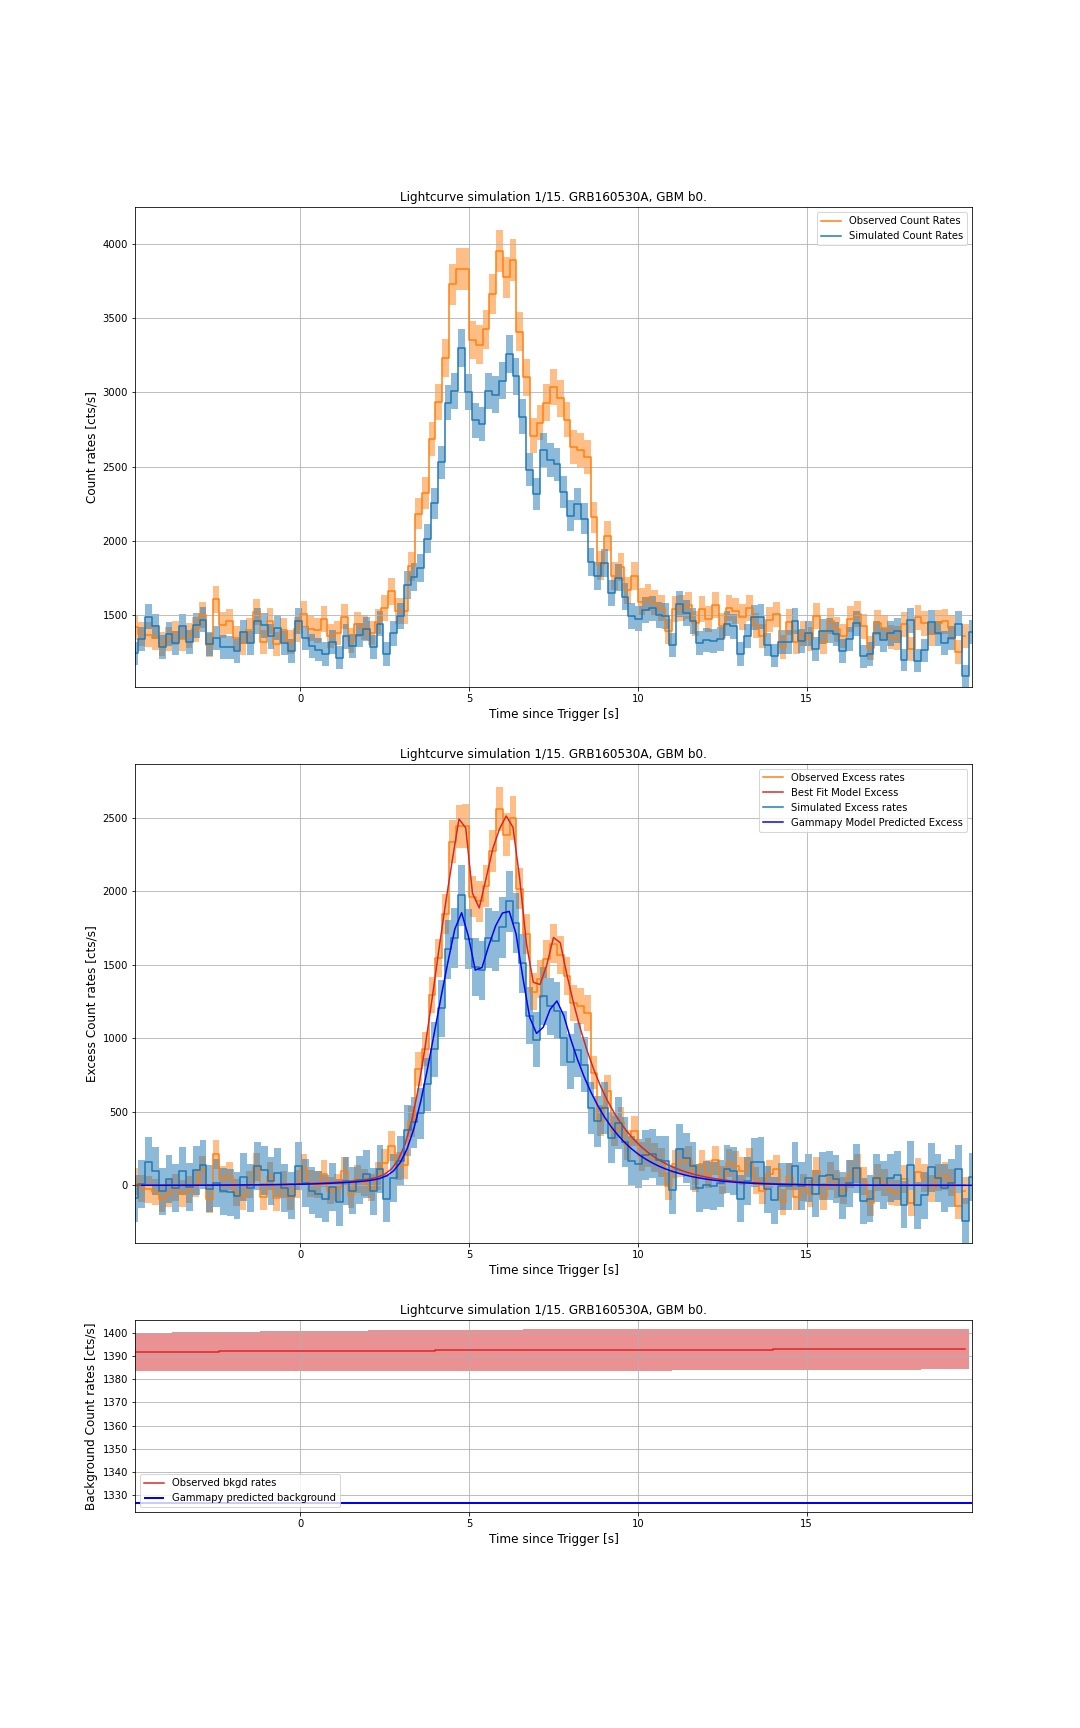 Lightcurve simulation 1/15. GRB160530A, GBM b0.
Observed Count Rates
Simulated Count Rates
Count rates [cts/s]
4000
3500
3000
2500
2000
1500
0 5 10 15
Time since Trigger [s]
Lightcurve simulation 1/15. GRB160530A, GBM b0.
Observed Excess rates
Best Fit Model Excess
Simulated Excess rates
Gammapy Model Predicted Excess
Excess Count rates [cts/s]
2500
2000
1500
1000
500
0
0 5 10 15
Time since Trigger [s]
Lightcurve simulation 1/15. GRB160530A, GBM b0.
Background Count rates [cts/s]
1400
1390
1380
1370
1360
1350
1340
1330
Observed bkgd rates
Gammapy predicted background
0 5 10 15
Time since Trigger [s]